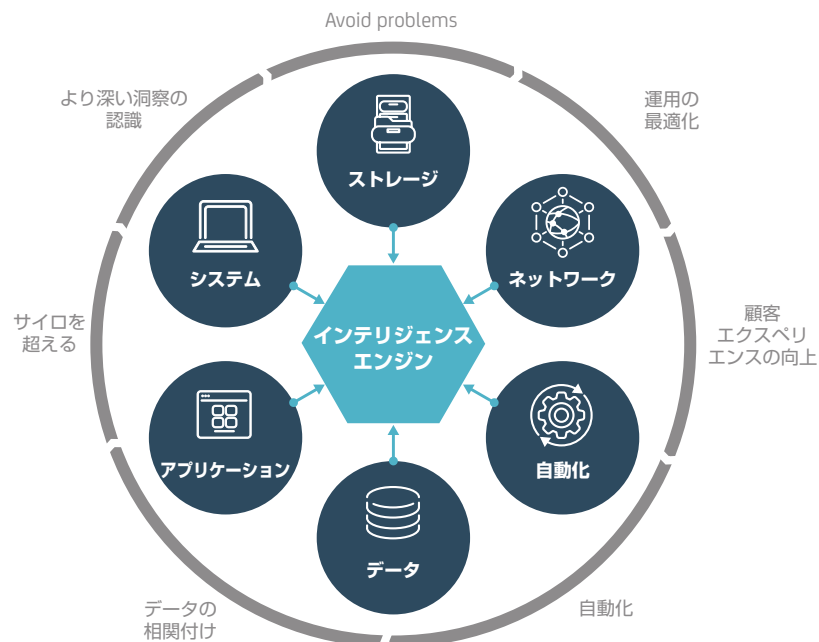 Avoid problems
より深い洞察の
認識
運用の
最適化
ストレージ
システム
ネットワーク
サイロを
超える
インテリジェンス
エンジン
顧客
エクスペリ
エンスの向上
アプリケーション
自動化
データ
データの
相関付け
自動化